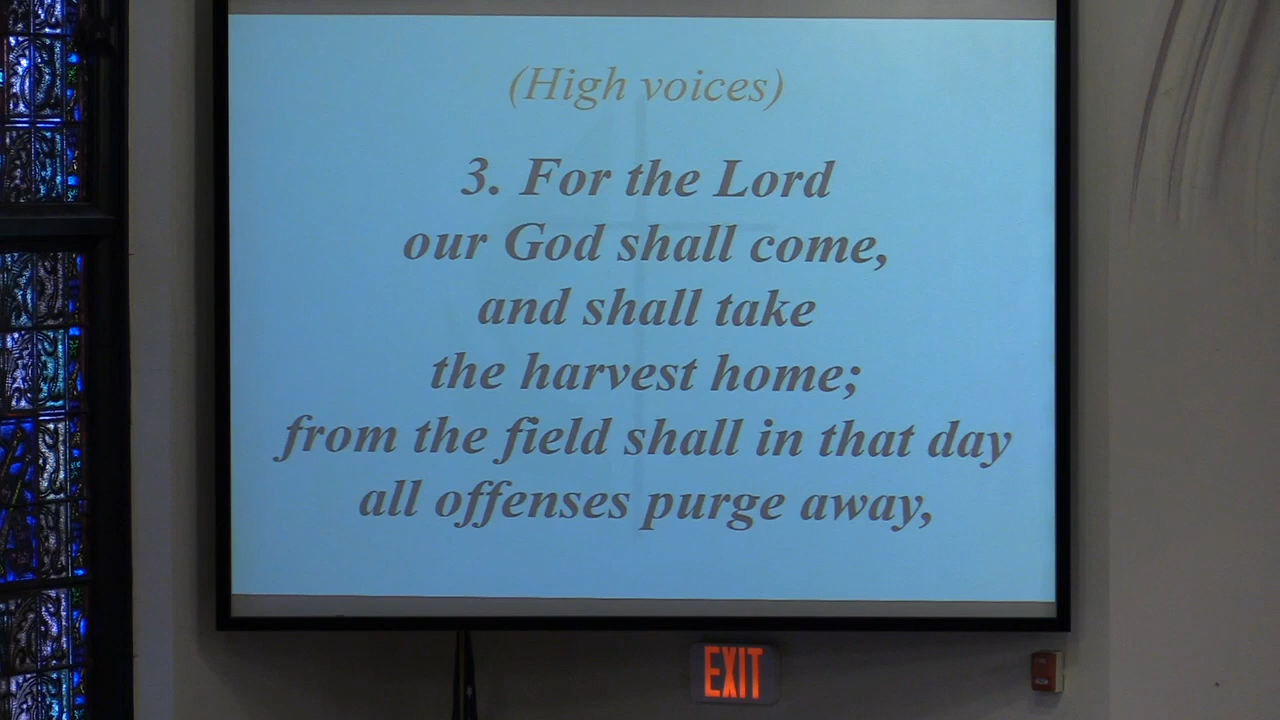 (High voices)
3. For the Lord
our God shall come,
and shall take
the harvest home;
from the field shall in that day
all offenses purge away,
EXIT